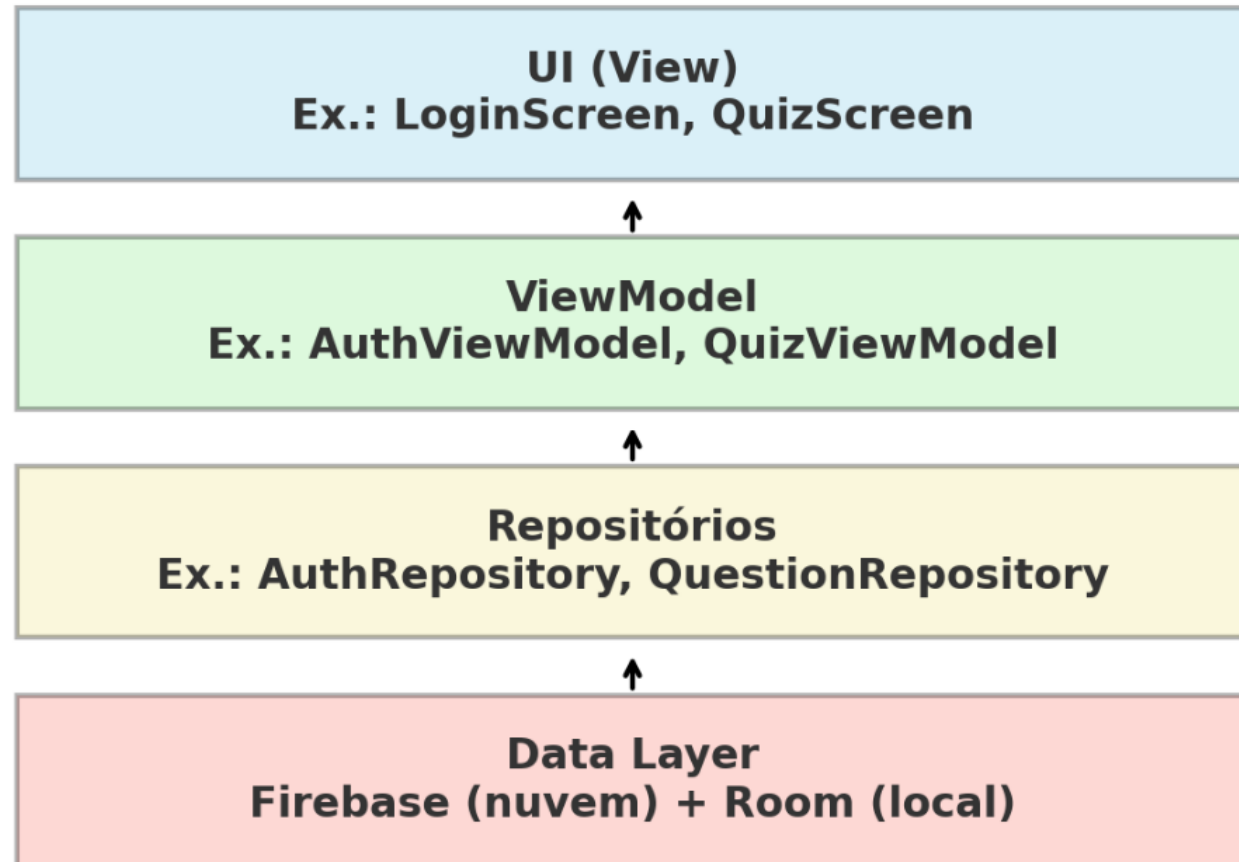 UI (View)
Ex.: LoginScreen, QuizScreen
ViewModel
Ex.: AuthViewModel, QuizViewModel
Repositórios
Ex.: AuthRepository, QuestionRepository
Data Layer
Firebase (nuvem) + Room (local)